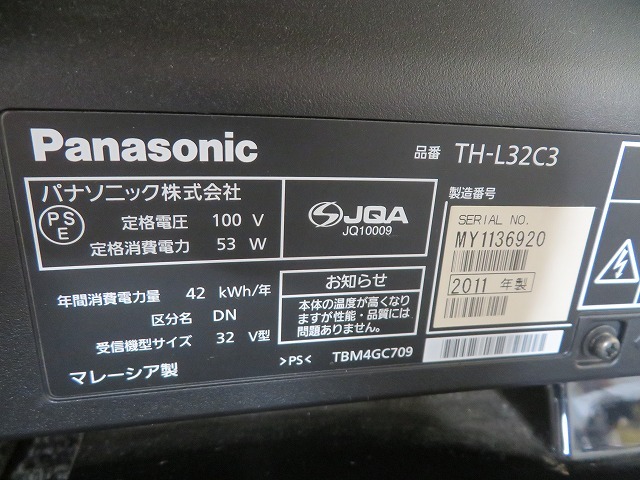 Panasonic
品番 TH-L32C3
パナソニック株式会社
PSE
定格電圧 100 V
定格消費電力 53 W
JQA
JQ10009
製造番号
SERIAL NO.
MY1136920
2011 年製
年間消費電力量 42 kWh/年
区分名 DN
受信機型サイズ 32 V型
マレーシア製
お知らせ
本体の温度が高くなり
ますが性能・品質には
問題ありません。
>PS< TBM4GC709